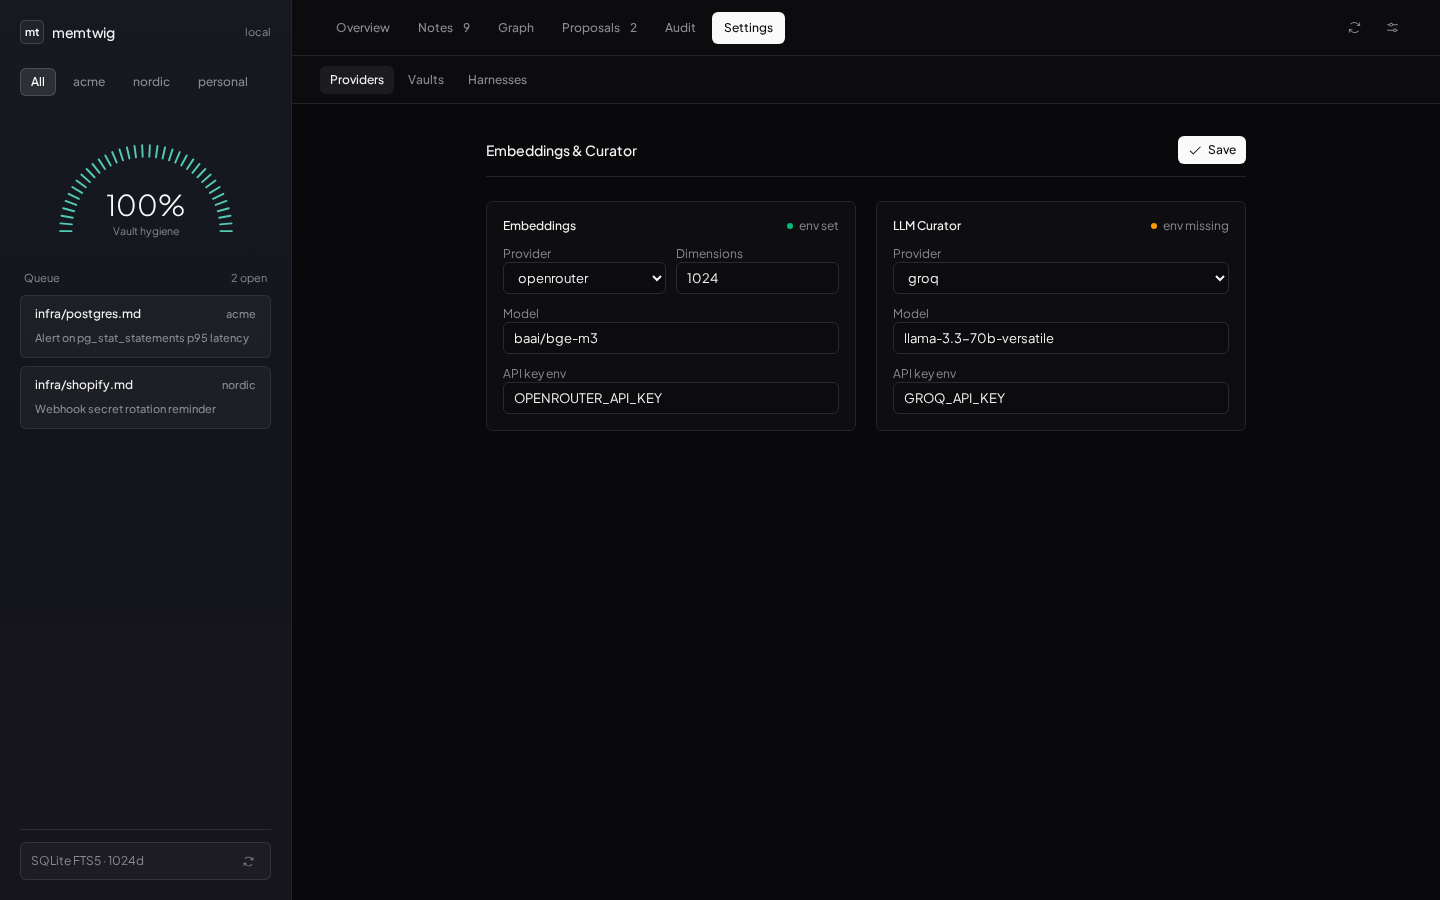 mt memtwig local
All acme nordic personal
100%
Vault hygiene
Queue 2 open
infra/postgres.md acme
Alert on pg_stat_statements p95 latency
infra/shopify.md nordic
Webhook secret rotation reminder
SQLite FTS5 · 1024d
Overview Notes 9 Graph Proposals 2 Audit Settings
Providers Vaults Harnesses
Embeddings & Curator Save
Embeddings env set
Provider Dimensions
openrouter 1024
Model
baai/bge-m3
API key env
OPENROUTER_API_KEY
LLM Curator env missing
Provider
groq
Model
llama-3.3-70b-versatile
API key env
GROQ_API_KEY